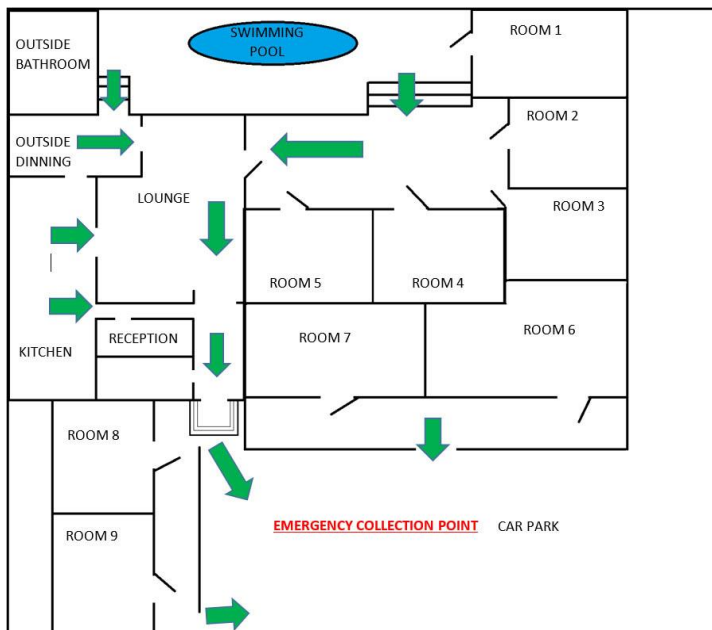 OUTSIDE
BATHROOM
SWIMMING
POOL
ROOM 1
ROOM 2
OUTSIDE
DINNING
LOUNGE
ROOM 3
ROOM 5
ROOM 4
KITCHEN
RECEPTION
ROOM 7
ROOM 6
ROOM 8
EMERGENCY COLLECTION POINT CAR PARK
ROOM 9